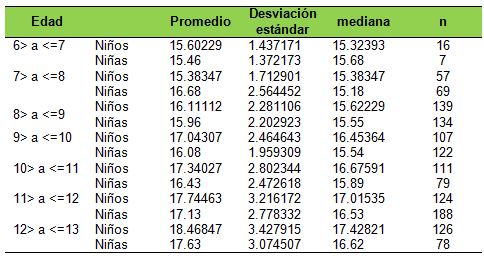 Edad Promedio Desviación estándar mediana n
6> a <=7 Niños 15.60229 1.437171 15.32393 16
Niñas 15.46 1.372173 15.68 7
7> a <=8 Niños 15.38347 1.712901 15.38347 57
Niñas 16.68 2.564452 15.18 69
8> a <=9 Niños 16.11112 2.281106 15.62229 139
Niñas 15.96 2.202923 15.55 134
9> a <=10 Niños 17.04307 2.464643 16.45364 107
Niñas 16.08 1.959309 15.54 122
10> a <=11 Niños 17.34027 2.802344 16.67591 111
Niñas 16.43 2.472618 15.89 79
11> a <=12 Niños 17.74463 3.216172 17.01535 124
Niñas 17.13 2.778332 16.53 188
12> a <=13 Niños 18.46847 3.427915 17.42821 126
Niñas 17.63 3.074507 16.62 78